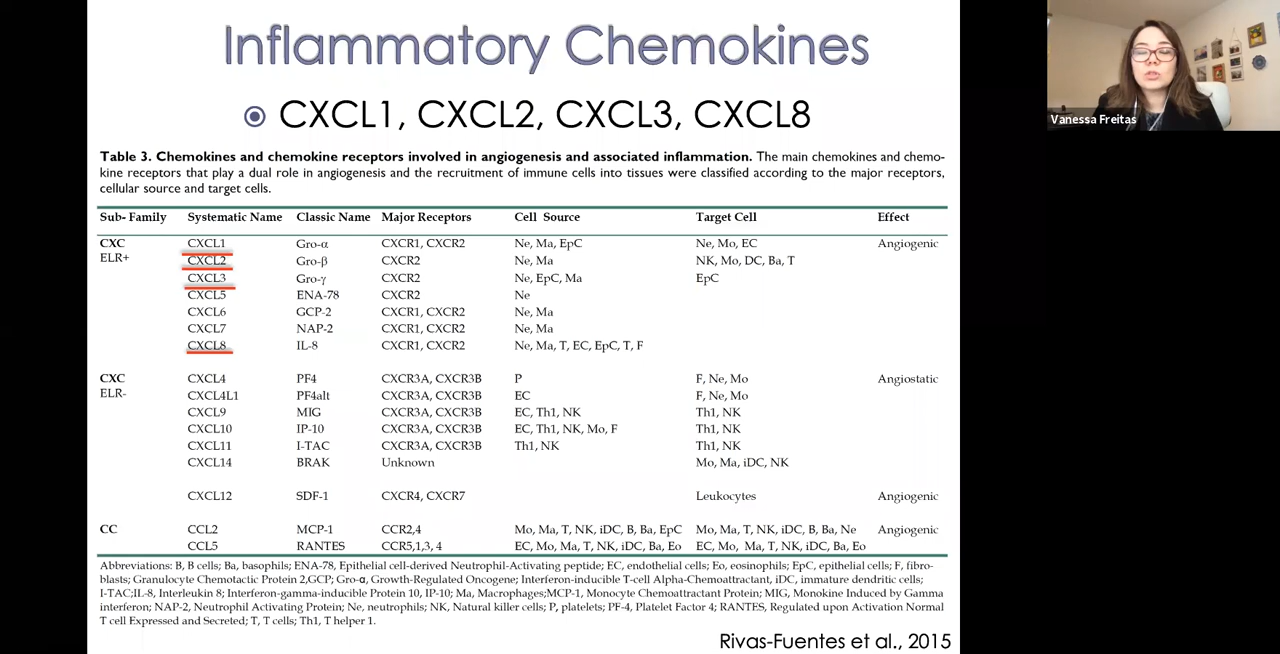 Inflammatory Chemokines
CXCL1, CXCL2, CXCL3, CXCL8
Vanessa Freitas
Table 3. Chemokines and chemokine receptors involved in angiogenesis and associated inflammation. The main chemokines and chemo-
kine receptors that play a dual role in angiogenesis and the recruitment of immune cells into tissues were classified according to the major receptors,
cellular source and target cells.
Sub- Family Systematic Name Classic Name Major Receptors Cell Source Target Cell Effect
CXC CXCL1 Gro-α CXCR1, CXCR2 Ne, Ma, EpC Ne, Mo, EC Angiogenic
ELR+ CXCL2 Gro-β CXCR2 Ne, Ma NK, Mo, DC, Ba, T
CXCL3 Gro-γ CXCR2 Ne, EpC, Ma EpC
CXCL5 ENA-78 CXCR2 Ne
CXCL6 GCP-2 CXCR1, CXCR2 Ne, Ma
CXCL7 NAP-2 CXCR1, CXCR2 Ne, Ma
CXCL8 IL-8 CXCR1, CXCR2 Ne, Ma, T, EC, EpC, T, F
CXC CXCL4 PF4 CXCR3A, CXCR3B P F, Ne, Mo Angiostatic
ELR- CXCL4L1 PF4alt CXCR3A, CXCR3B EC F, Ne, Mo
CXCL9 MIG CXCR3A, CXCR3B EC, Th1, NK Th1, NK
CXCL10 IP-10 CXCR3A, CXCR3B EC, Th1, NK, Mo, F Th1, NK
CXCL11 I-TAC CXCR3A, CXCR3B Th1, NK Th1, NK
CXCL14 BRAK Unknown Mo, Ma, iDC, NK
CXCL12 SDF-1 CXCR4, CXCR7 Leukocytes Angiogenic
CC CCL2 MCP-1 CCR2,4 Mo, Ma, T, NK, iDC, B, Ba, EpC Mo, Ma, T, NK, iDC, B, Ba, Ne Angiogenic
CCL5 RANTES CCR5,1,3, 4 EC, Mo, Ma, T, NK, iDC, Ba, Eo EC, Mo, Ma, T, NK, iDC, Ba, Eo
Abbreviations: B, B cells; Ba, basophils; ENA-78, Epithelial cell-derived Neutrophil-Activating peptide; EC, endothelial cells; Eo, eosinophils; EpC, epithelial cells; F, fibro-
blasts; Granulocyte Chemotactic Protein 2,GCP; Gro-α, Growth-Regulated Oncogene; Interferon-inducible T-cell Alpha-Chemoattractant, iDC, immature dendritic cells;
I-TAC;IL-8, Interleukin 8; Interferon-gamma-inducible Protein 10, IP-10; Ma, Macrophages;MCP-1, Monocyte Chemoattractant Protein; MIG, Monokine Induced by Gamma
interferon; NAP-2, Neutrophil Activating Protein; Ne, neutrophils; NK, Natural killer cells; P, platelets; PF-4, Platelet Factor 4; RANTES, Regulated upon Activation Normal
T cell Expressed and Secreted; T, T cells; Th1, T helper 1.
Rivas-Fuentes et al., 2015